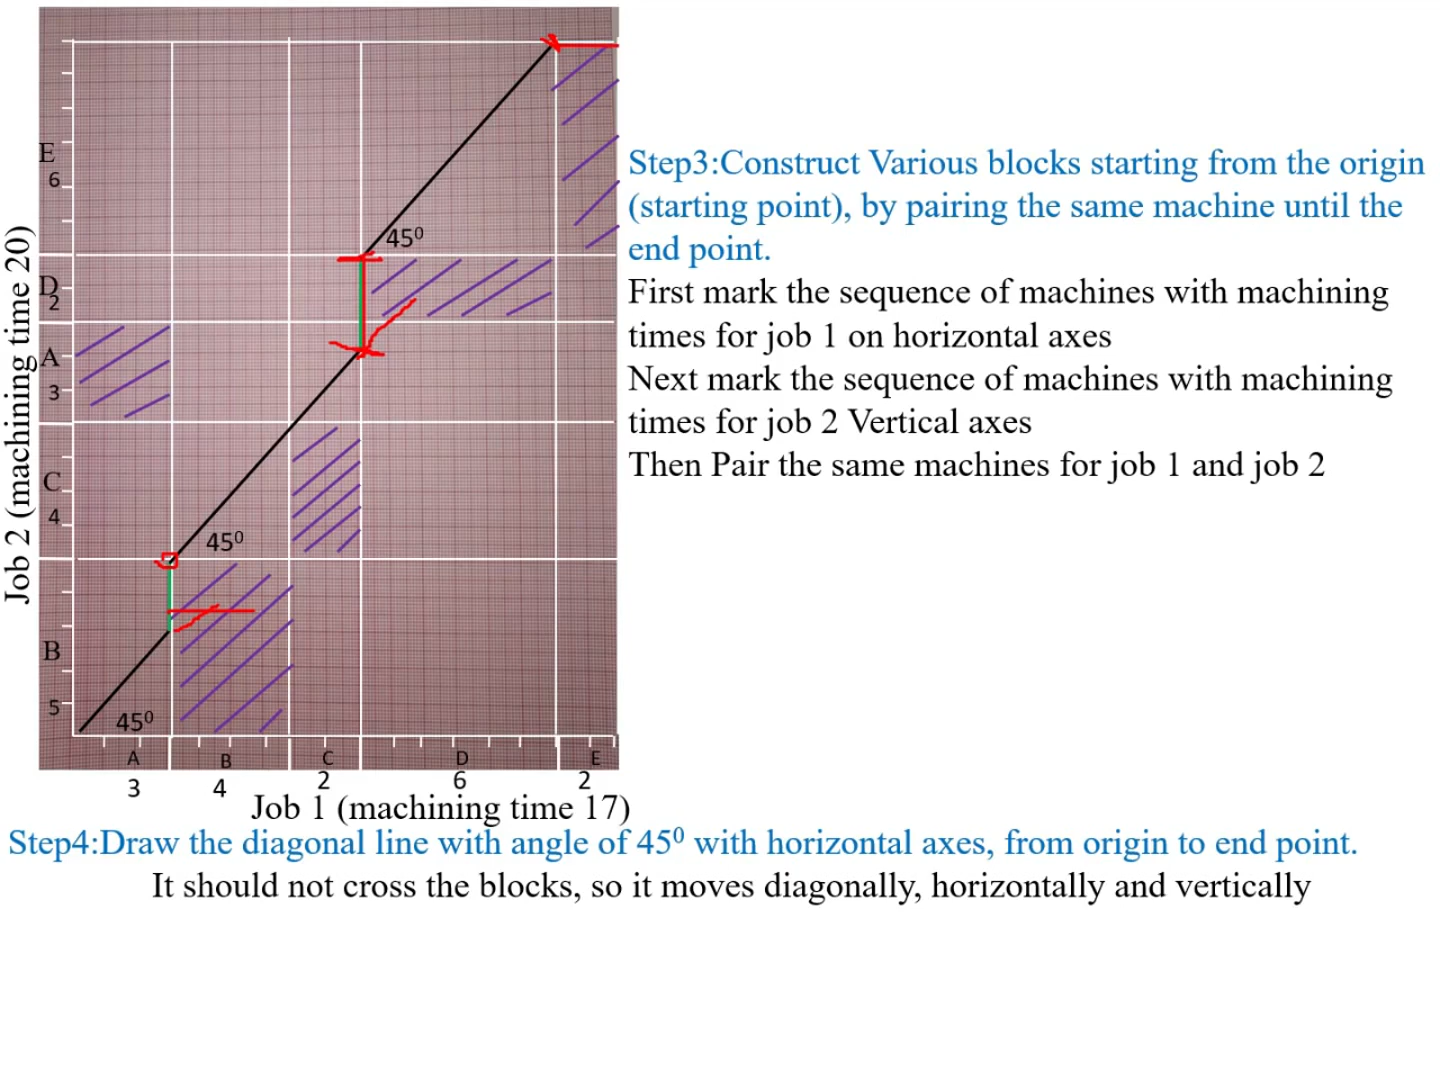 E
6
45⁰
D
2
A
3
C
4
45⁰
B
5
45⁰
A B C D E
3 4 2 6 2
Job 2 (machining time 20)
Job 1 (machining time 17)
Step3:Construct Various blocks starting from the origin
(starting point), by pairing the same machine until the
end point.
First mark the sequence of machines with machining
times for job 1 on horizontal axes
Next mark the sequence of machines with machining
times for job 2 Vertical axes
Then Pair the same machines for job 1 and job 2
Step4:Draw the diagonal line with angle of 45⁰ with horizontal axes, from origin to end point.
It should not cross the blocks, so it moves diagonally, horizontally and vertically